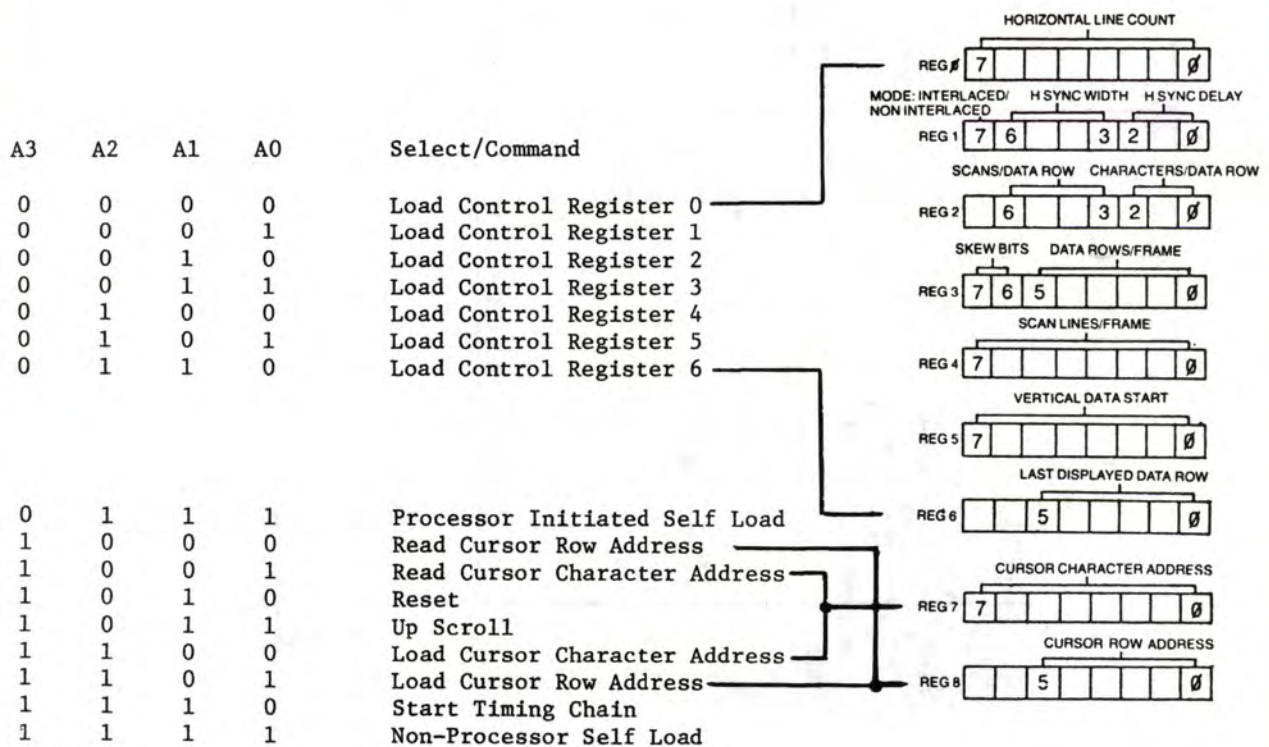 A3 A2 A1 A0 Select/Command
0 0 0 0 Load Control Register 0
0 0 0 1 Load Control Register 1
0 0 1 0 Load Control Register 2
0 0 1 1 Load Control Register 3
0 1 0 0 Load Control Register 4
0 1 0 1 Load Control Register 5
0 1 1 0 Load Control Register 6
0 1 1 1 Processor Initiated Self Load
1 0 0 0 Read Cursor Row Address
1 0 0 1 Read Cursor Character Address
1 0 1 0 Reset
1 0 1 1 Up Scroll
1 1 0 0 Load Cursor Character Address
1 1 0 1 Load Cursor Row Address
1 1 1 0 Start Timing Chain
1 1 1 1 Non-Processor Self Load
HORIZONTAL LINE COUNT
REG Ø 7 Ø
MODE: INTERLACED/ H SYNC WIDTH H SYNC DELAY
NON INTERLACED
REG 1 7 6 3 2 Ø
SCANS/DATA ROW CHARACTERS/DATA ROW
REG 2 6 3 2 Ø
SKEW BITS DATA ROWS/FRAME
REG 3 7 6 5 Ø
SCAN LINES/FRAME
REG 4 7 Ø
VERTICAL DATA START
REG 5 7 Ø
LAST DISPLAYED DATA ROW
REG 6 5 Ø
CURSOR CHARACTER ADDRESS
REG 7 7 Ø
CURSOR ROW ADDRESS
REG 8 5 Ø